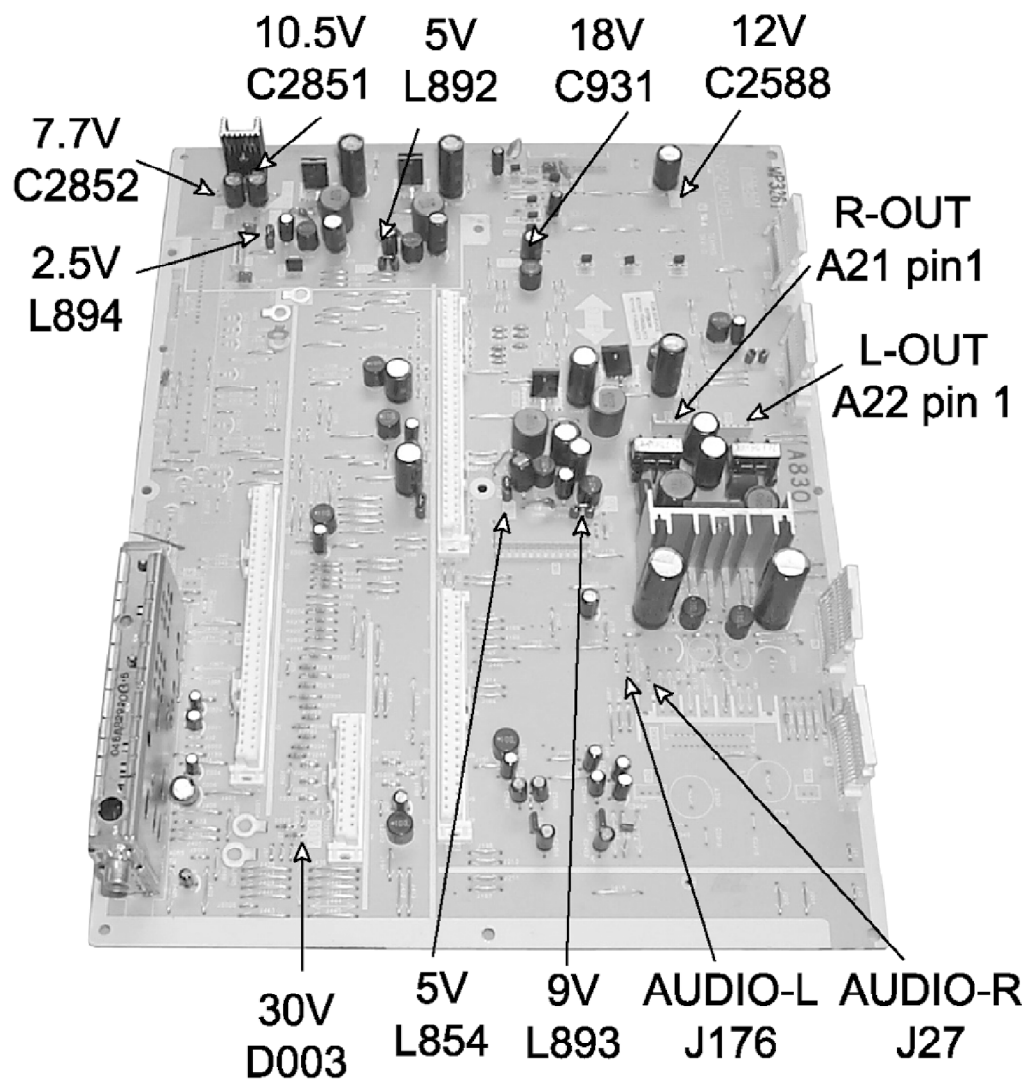 10.5V
C2851
5V
L892
18V
C931
12V
C2588
7.7V
C2852
2.5V
L894
R-OUT
A21 pin1
L-OUT
A22 pin 1
A830
30V
D003
5V
L854
9V
L893
AUDIO-L
J176
AUDIO-R
J27